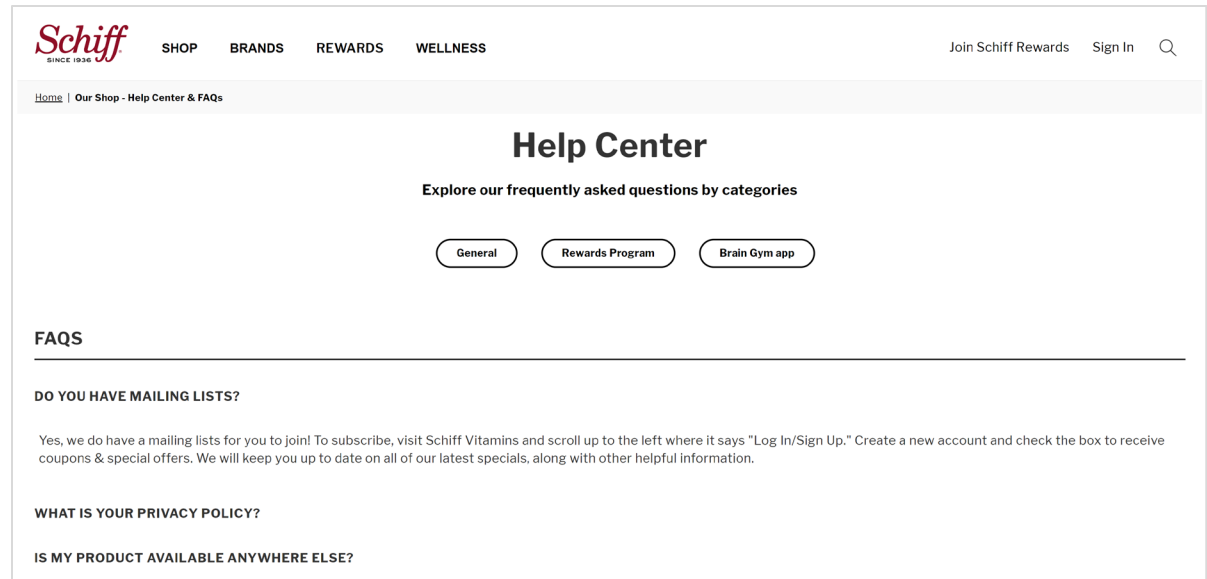 Schiff SHOP BRANDS REWARDS WELLNESS Join Schiff Rewards Sign In
SINCE 1936
Home | Our Shop - Help Center & FAQs
Help Center
Explore our frequently asked questions by categories
General Rewards Program Brain Gym app
FAQS
DO YOU HAVE MAILING LISTS?
Yes, we do have a mailing lists for you to join! To subscribe, visit Schiff Vitamins and scroll up to the left where it says "Log In/Sign Up." Create a new account and check the box to receive
coupons & special offers. We will keep you up to date on all of our latest specials, along with other helpful information.
WHAT IS YOUR PRIVACY POLICY?
IS MY PRODUCT AVAILABLE ANYWHERE ELSE?